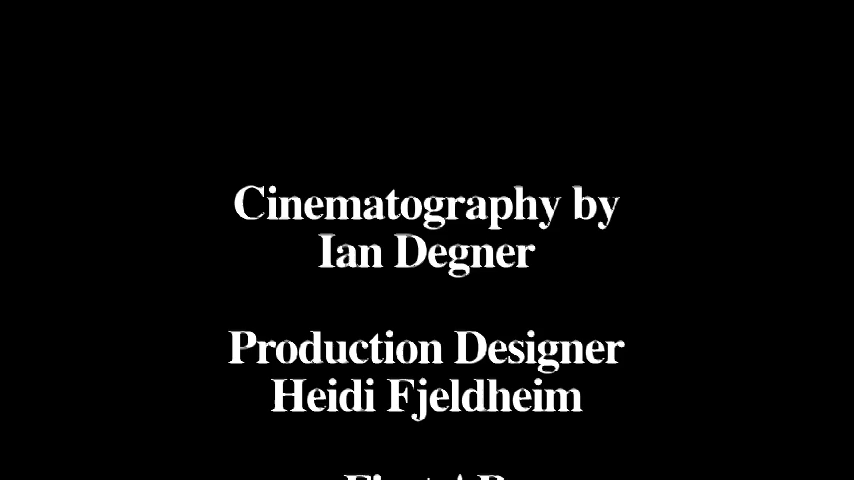 Cinematography by
Ian Degner
Production Designer
Heidi Fjeldheim